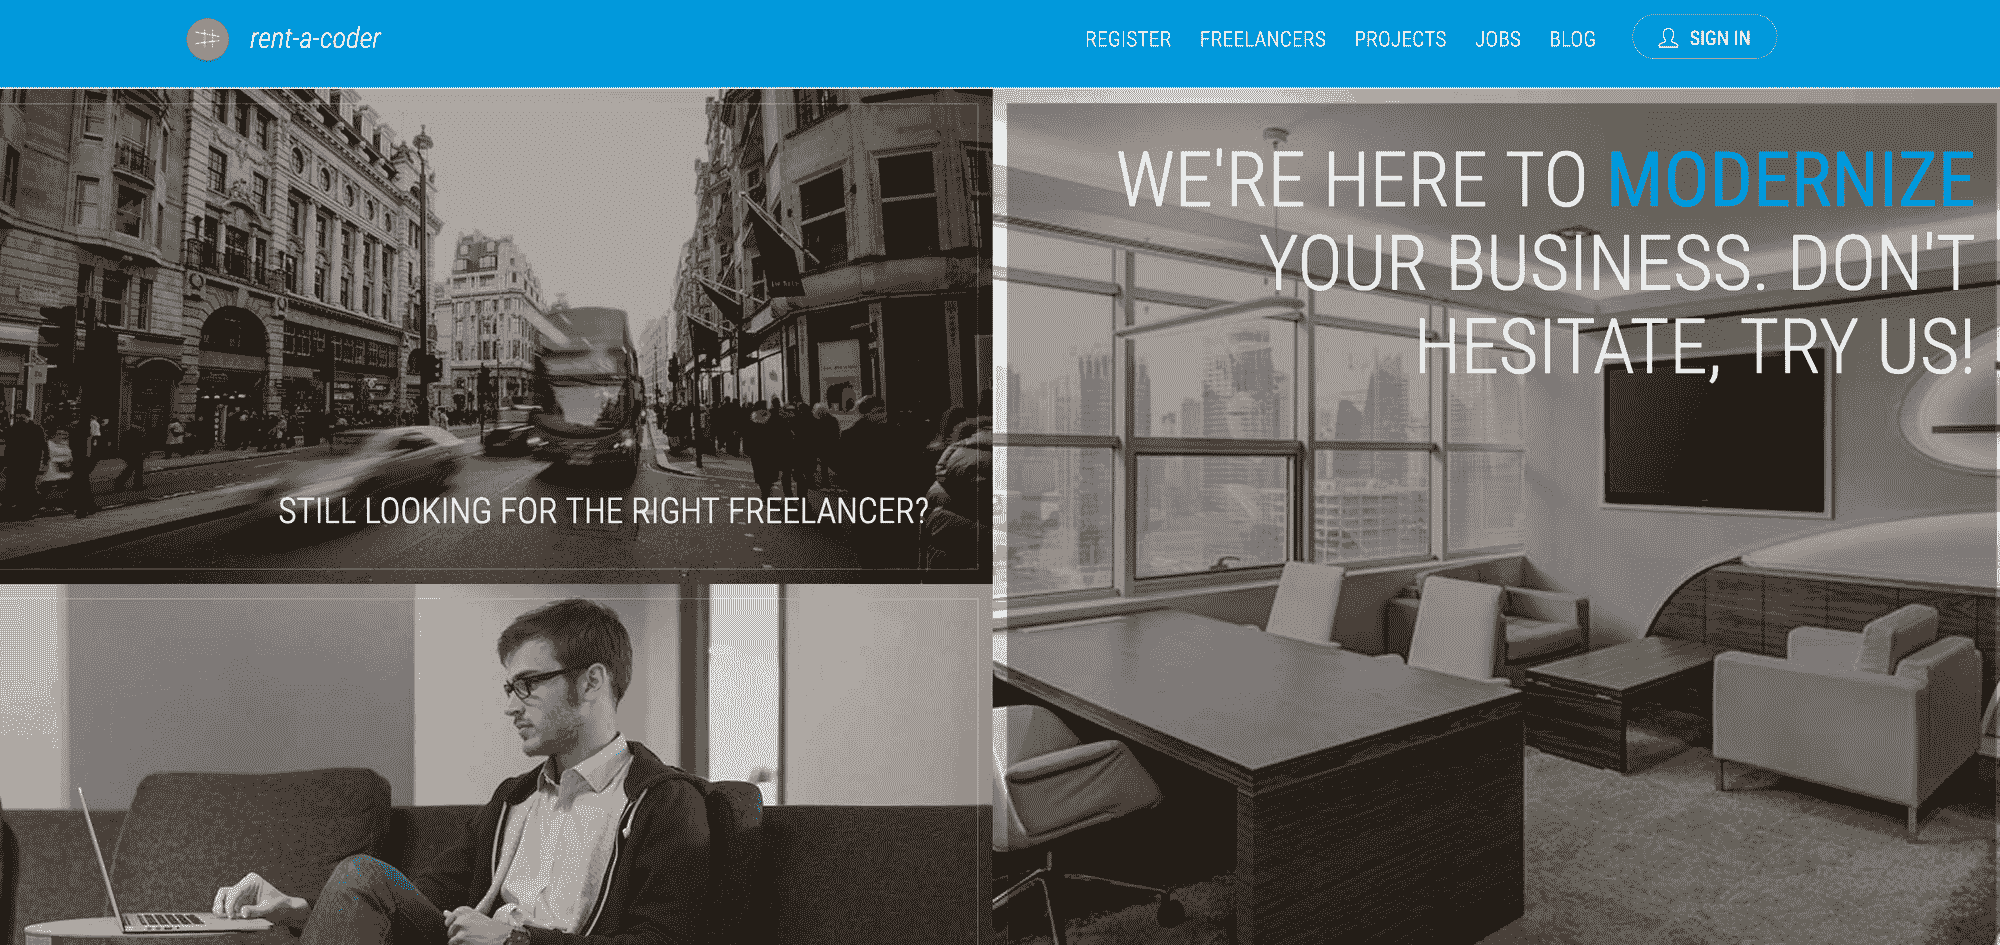 rent-a-coder
REGISTER
FREELANCERS
PROJECTS
JOBS
BLOG
SIGN IN
WE'RE HERE TO MODERNIZE
YOUR BUSINESS. DON'T
HESITATE, TRY US!
STILL LOOKING FOR THE RIGHT FREELANCER?